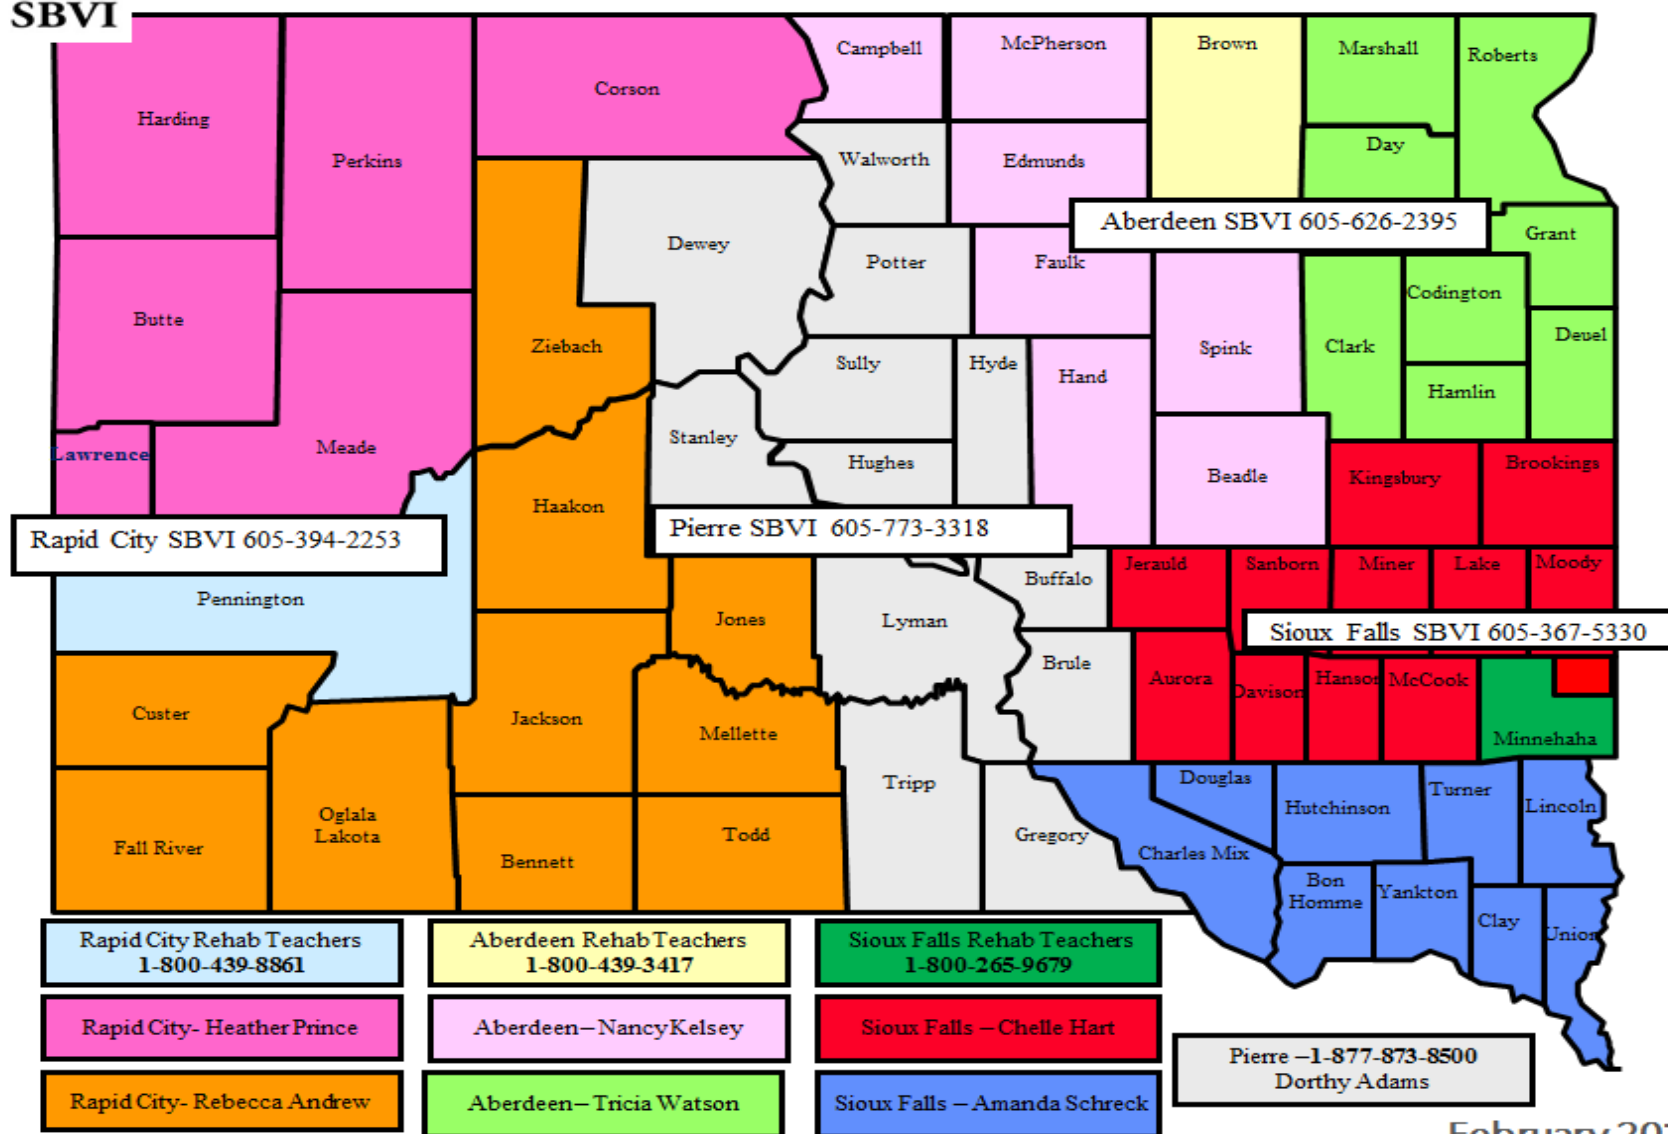 SBVI
Campbell
McPherson
Brown
Marshall
Roberts
Corson
Harding
Perkins
Walworth
Edmunds
Day
Aberdeen SBVI 605-626-2395
Grant
Dewey
Potter
Faulk
Codington
Butte
Ziebach
Sully
Hyde
Hand
Spink
Clark
Deuel
Hamlin
Lawrence
Meade
Stanley
Hughes
Beadle
Kingsbury
Brookings
Haakon
Rapid City SBVI 605-394-2253
Pierre SBVI 605-773-3318
Pennington
Buffalo
Jerauld
Sanborn
Miner
Lake
Moody
Jones
Lyman
Sioux Falls SBVI 605-367-5330
Brule
Aurora
Davison
Hanson
McCook
Custer
Jackson
Mellette
Minnehaha
Tripp
Douglas
Hutchinson
Turner
Lincoln
Oglala
Lakota
Fall River
Bennett
Todd
Gregory
Charles Mix
Bon
Homme
Yankton
Clay
Union
Rapid City Rehab Teachers
1-800-439-8861
Aberdeen Rehab Teachers
1-800-439-3417
Sioux Falls Rehab Teachers
1-800-265-9679
Rapid City- Heather Prince
Aberdeen– Nancy Kelsey
Sioux Falls – Chelle Hart
Pierre –1-877-873-8500
Dorthy Adams
Rapid City- Rebecca Andrew
Aberdeen– Tricia Watson
Sioux Falls – Amanda Schreck
February